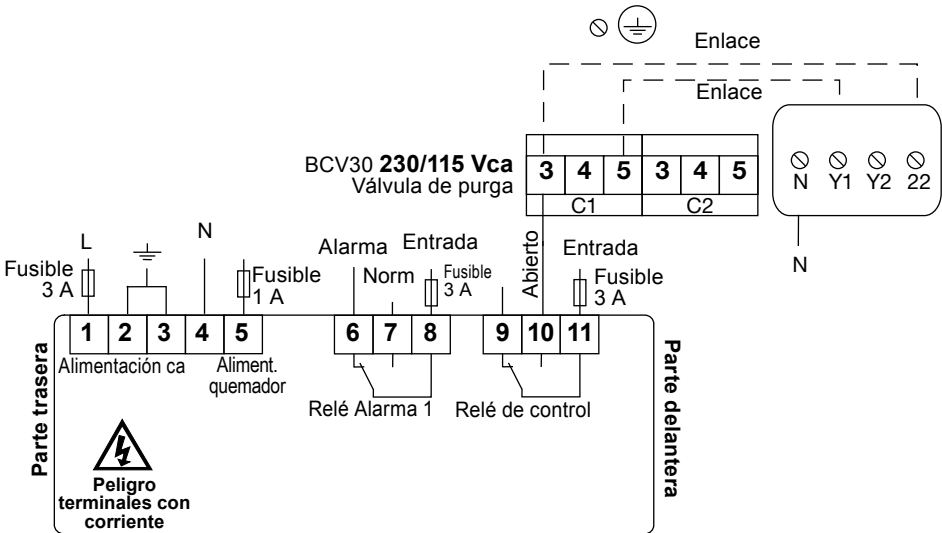 Enlace
Enlace
BCV30 230/115 Vca
Válvula de purga
3 4 5 3 4 5
C1 C2
N Y1 Y2 22
N
L
N
Alarma
Entrada
Abierto
Entrada
Fusible
3 A
Fusible
1 A
Norm
Fusible
3 A
Fusible
3 A
1 2 3 4 5
6 7 8
9 10 11
Alimentación ca
Aliment.
quemador
Relé Alarma 1
Relé de control
Parte trasera
Parte delantera
Peligro
terminales con
corriente